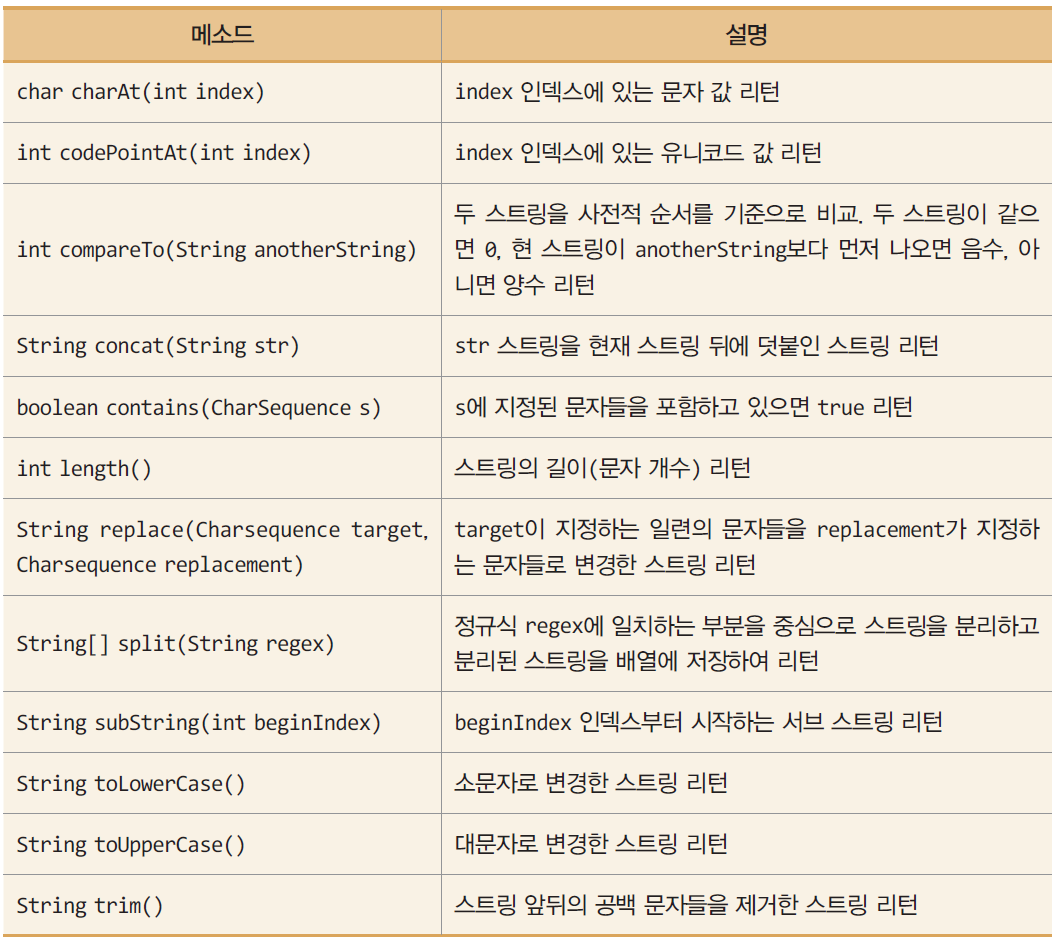 메소드
설명
char charAt(int index)
index 인덱스에 있는 문자 값 리턴
int codePointAt(int index)
index 인덱스에 있는 유니코드 값 리턴
int compareTo(String anotherString)
두 스트링을 사전적 순서를 기준으로 비교. 두 스트링이 같으
면 0, 현 스트링이 anotherString보다 먼저 나오면 음수, 아
니면 양수 리턴
String concat(String str)
str 스트링을 현재 스트링 뒤에 덧붙인 스트링 리턴
boolean contains(CharSequence s)
s에 지정된 문자들을 포함하고 있으면 true 리턴
int length()
스트링의 길이(문자 개수) 리턴
String replace(Charsequence target,
Charsequence replacement)
target이 지정하는 일련의 문자들을 replacement가 지정하
는 문자들로 변경한 스트링 리턴
String[] split(String regex)
정규식 regex에 일치하는 부분을 중심으로 스트링을 분리하고
분리된 스트링을 배열에 저장하여 리턴
String subString(int beginIndex)
beginIndex 인덱스부터 시작하는 서브 스트링 리턴
String toLowerCase()
소문자로 변경한 스트링 리턴
String toUpperCase()
대문자로 변경한 스트링 리턴
String trim()
스트링 앞뒤의 공백 문자들을 제거한 스트링 리턴